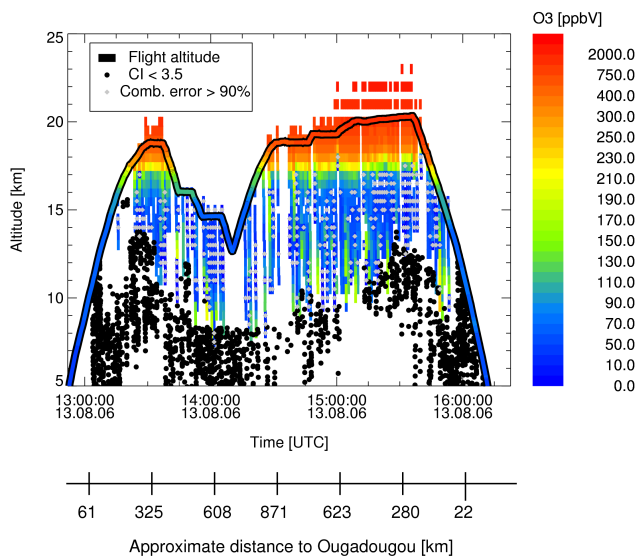 O3 [ppbV]
Flight altitude
CI < 3.5
Comb. error > 90%
25
20
15
10
5
Altitude [km]
2000.0
750.0
400.0
300.0
250.0
230.0
210.0
190.0
170.0
150.0
130.0
110.0
90.0
70.0
50.0
10.0
0.0
13:00:00 14:00:00 15:00:00 16:00:00
13.08.06 13.08.06 13.08.06 13.08.06
Time [UTC]
61 325 608 871 623 280 22
Approximate distance to Ougadougou [km]